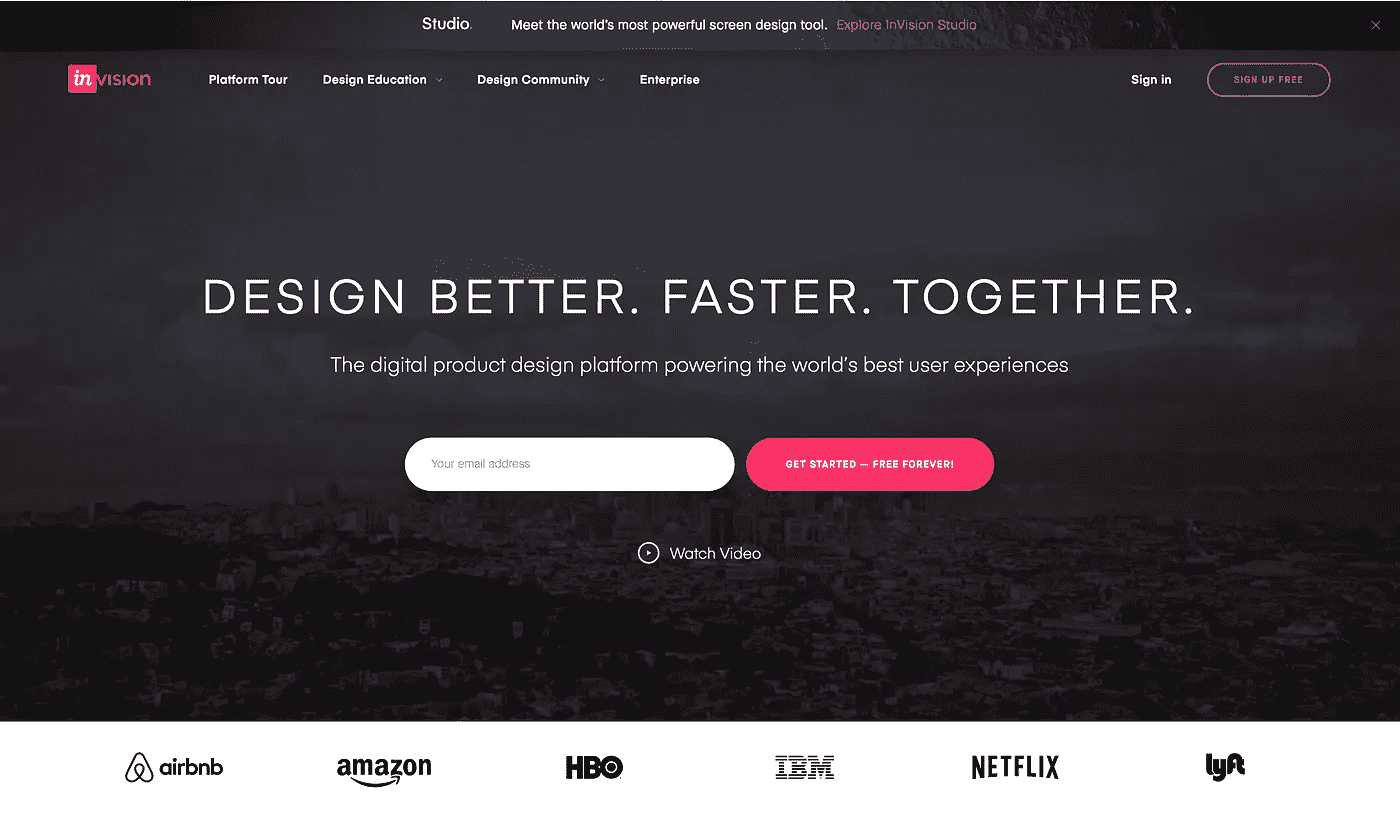 Studio. Meet the world's most powerful screen design tool. Explore InVision Studio
invision Platform Tour Design Education Design Community Enterprise Sign in SIGN UP FREE
DESIGN BETTER. FASTER. TOGETHER.
The digital product design platform powering the world's best user experiences
Your email address GET STARTED — FREE FOREVER!
Watch Video
airbnb amazon HBO IBM NETFLIX lyft